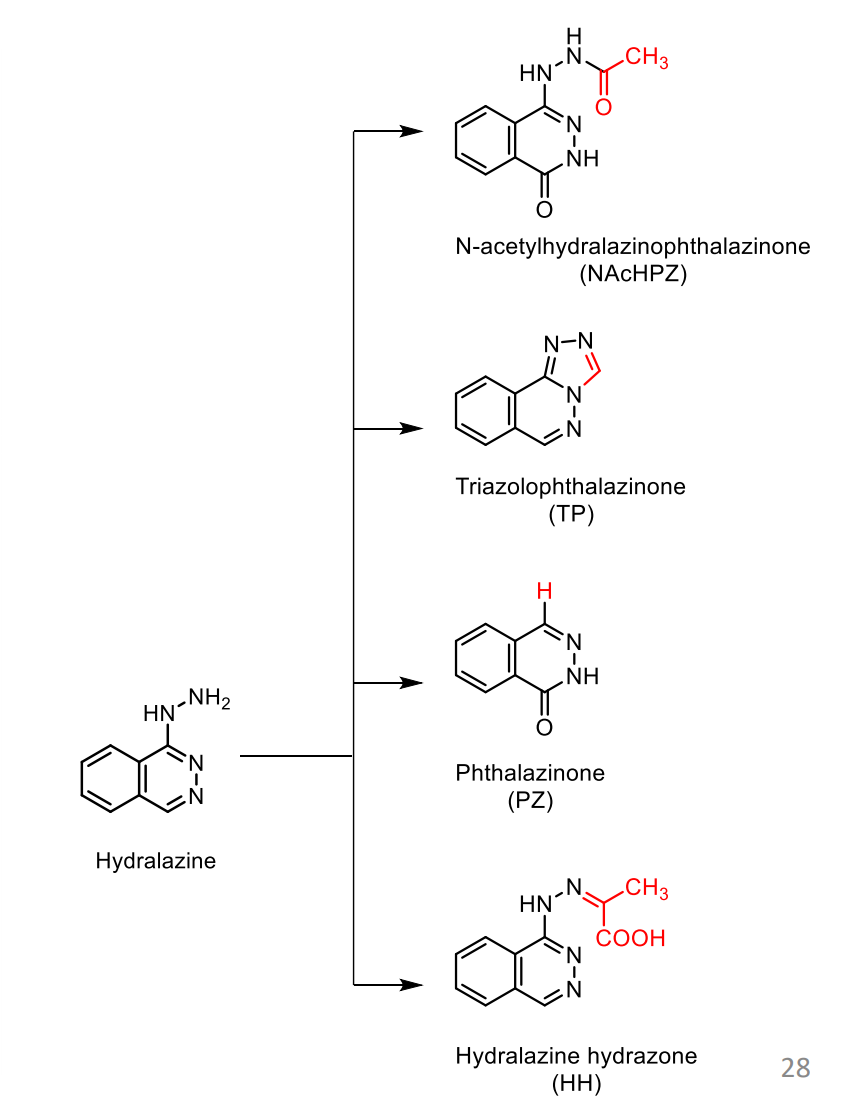 H
HN
N
CH3
O
N
NH
O
N-acetylhydralazinophthalazinone
(NAcHPZ)
N
N
N
N
Triazolophthalazinone
(TP)
H
N
NH
O
Phthalazinone
(PZ)
HN
NH2
N
N
Hydralazine
HN
N
CH3
COOH
N
N
Hydralazine hydrazone
(HH)
28